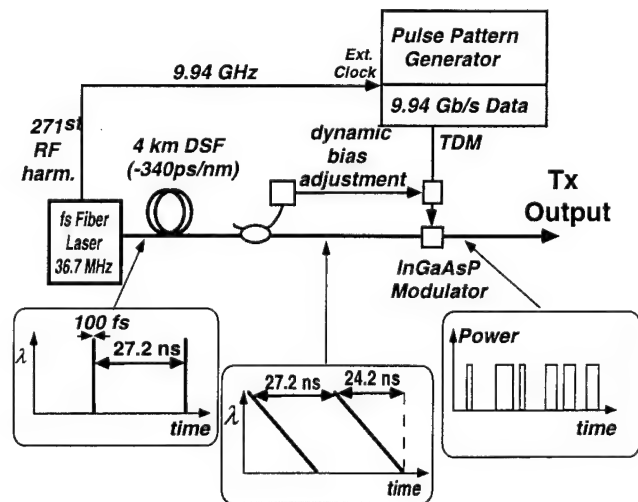 Pulse Pattern
Generator
Ext.
Clock
9.94 GHz
9.94 Gb/s Data
271st
RF
harm.
4 km DSF
(-340ps/nm)
dynamic
bias
adjustment
TDM
Tx
Output
fs Fiber
Laser
36.7 MHz
InGaAsP
Modulator
100 fs
27.2 ns
λ
time
27.2 ns 24.2 ns
λ
time
Power
time